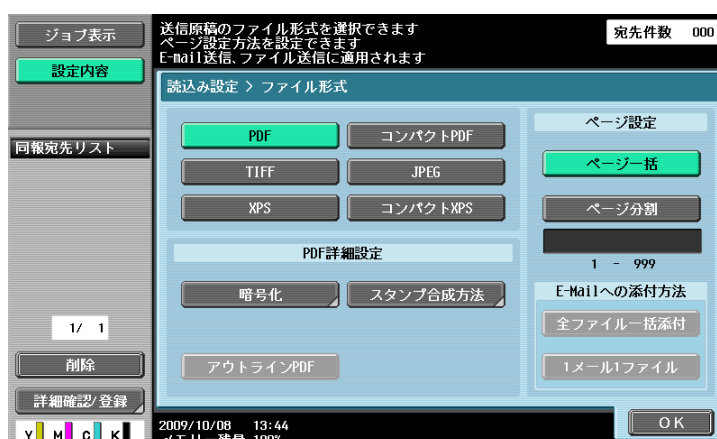 ジョブ表示
設定内容
同報宛先リスト
1/ 1
削除
詳細確認/登録
Y M C K
送信原稿のファイル形式を選択できます
ページ設定方法を設定できます
E-mail送信、ファイル送信に適用されます
宛先件数 000
読込み設定 > ファイル形式
PDF
コンパクトPDF
TIFF
JPEG
XPS
コンパクトXPS
PDF詳細設定
暗号化
スタンプ合成方法
アウトラインPDF
ページ設定
ページ一括
ページ分割
1 - 999
E-Mailへの添付方法
全ファイル一括添付
1メール1ファイル
2009/10/08 13:44
メモリー残量 100%
OK